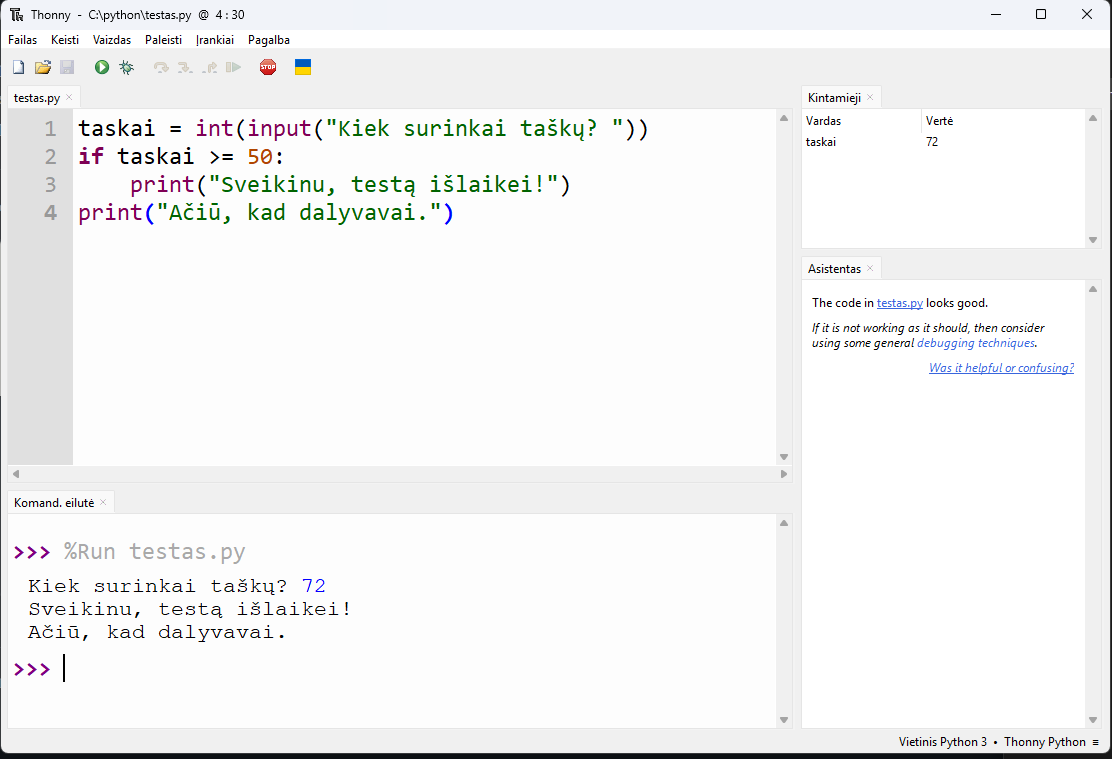 Thonny - C:\python\testas.py @ 4:30
Failas Keisti Vaizdas Paleisti Įrankiai Pagalba
STOP
testas.py
1 taskai = int(input("Kiek surinkai taškų? "))
2 if taskai >= 50:
3     print("Sveikinu, testą išlaikei!")
4 print("Ačiū, kad dalyvavai.")
Komand. eilutė
>>> %Run testas.py
Kiek surinkai taškų? 72
Sveikinu, testą išlaikei!
Ačiū, kad dalyvavai.
>>>
Kintamieji
Vardas Vertė
taskai 72
Asistentas
The code in testas.py looks good.
If it is not working as it should, then consider
using some general debugging techniques.
Was it helpful or confusing?
Vietinis Python 3 • Thonny Python ≡